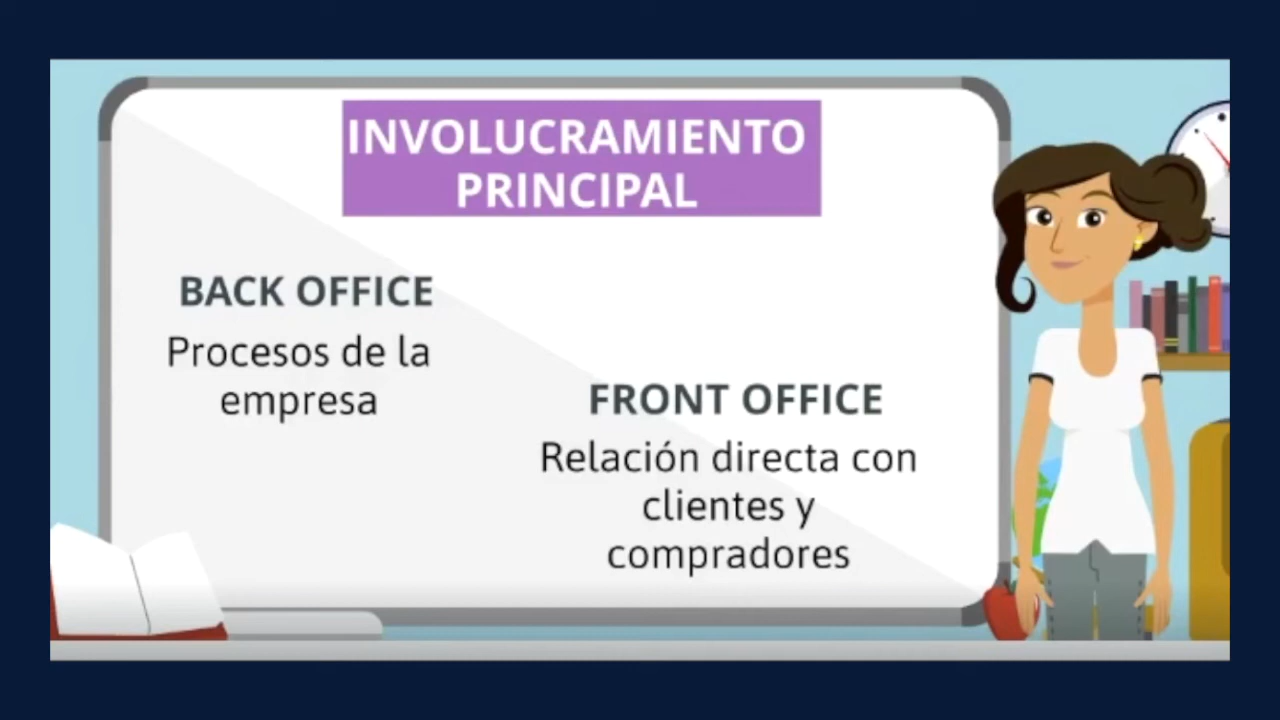 INVOLUCRAMIENTO
PRINCIPAL
BACK OFFICE
Procesos de la
empresa
FRONT OFFICE
Relación directa con
clientes y
compradores